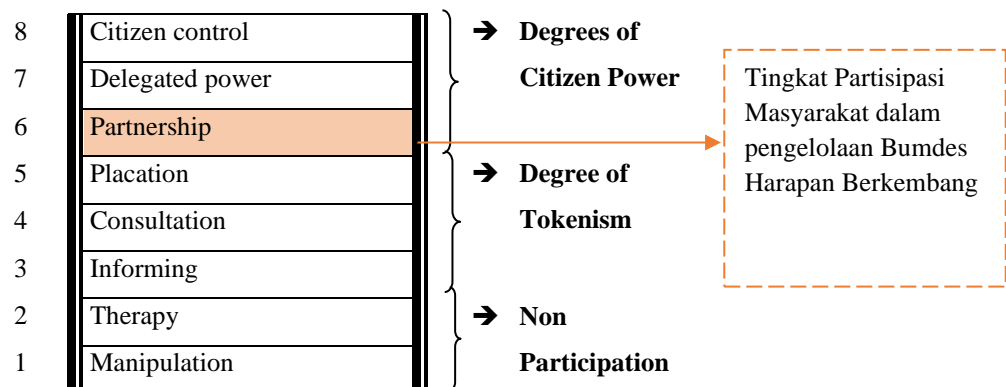 8 Citizen control
7 Delegated power
6 Partnership
5 Placation
4 Consultation
3 Informing
2 Therapy
1 Manipulation
➔ Degrees of
Citizen Power
➔ Degree of
Tokenism
➔ Non
Participation
Tingkat Partisipasi
Masyarakat dalam
pengelolaan Bumdes
Harapan Berkembang